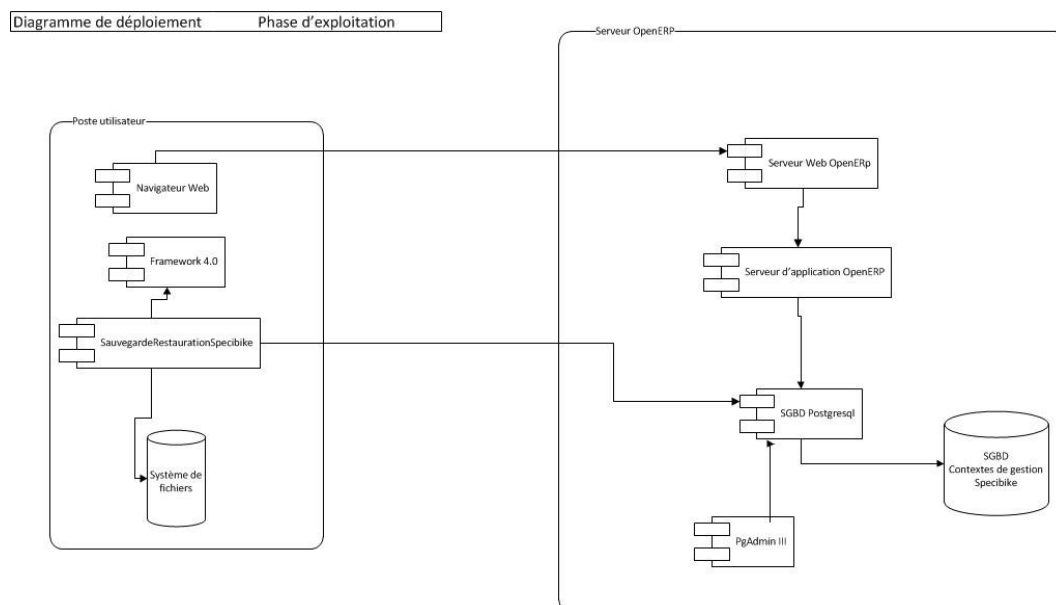 Diagramme de déploiement Phase d'exploitation
Serveur OpenERP
Poste utilisateur
Navigateur Web
Serveur Web OpenERp
Framework 4.0
Serveur d'application OpenERP
SauvegardeRestaurationSpecibike
SGBD Postgresql
Système de
fichiers
SGBD
Contextes de gestion
Specibike
PgAdmin III